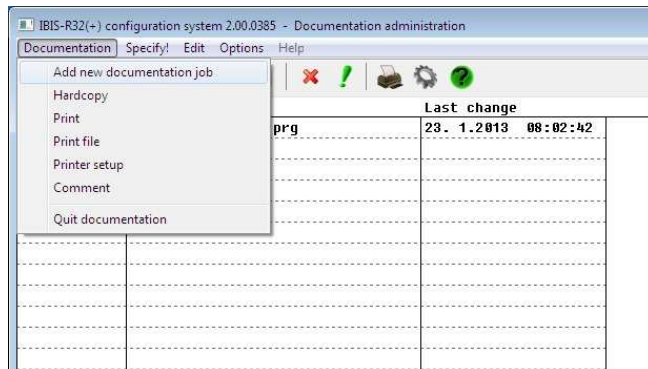 IBIS-R32(+) configuration system 2.00.0385 - Documentation administration
Documentation Specify! Edit Options Help
Add new documentation job
Hardcopy
Print
Print file
Printer setup
Comment
Quit documentation
Last change
prg 23. 1.2013 08:02:42